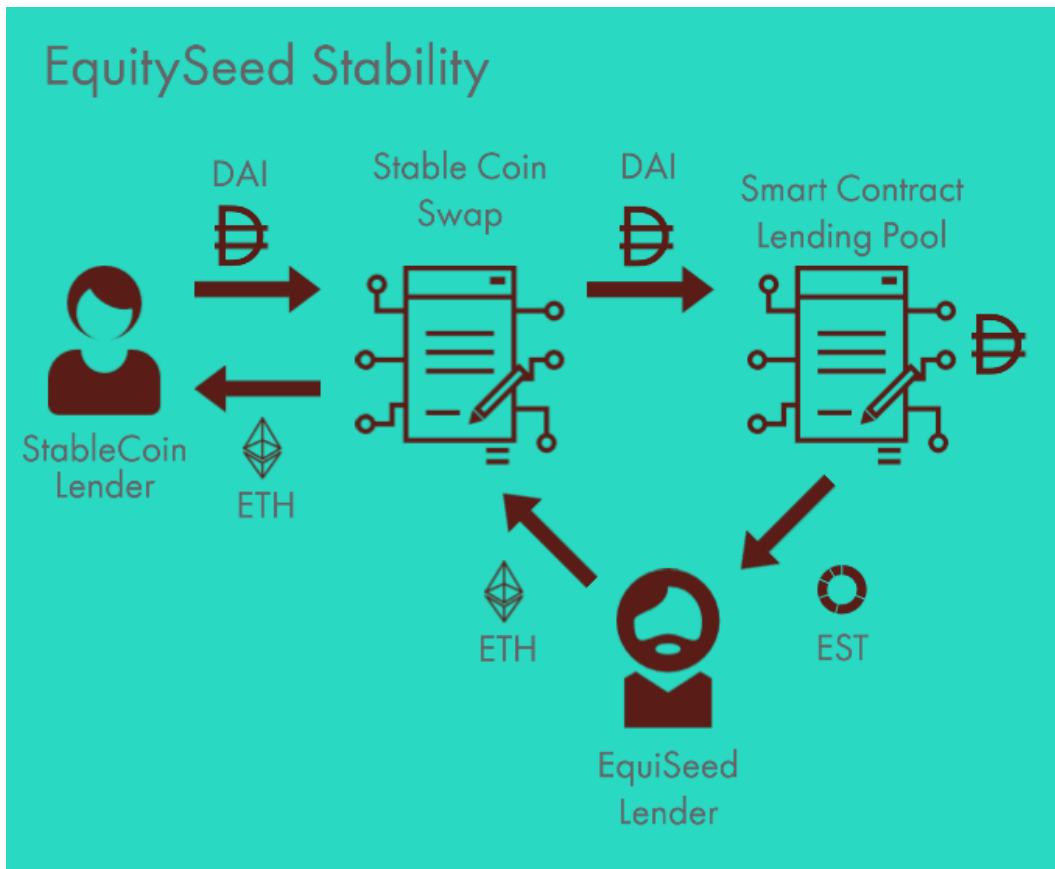 EquitySeed Stability
DAI
Stable Coin
Swap
DAI
Smart Contract
Lending Pool
StableCoin
Lender
ETH
ETH
EST
EquiSeed
Lender